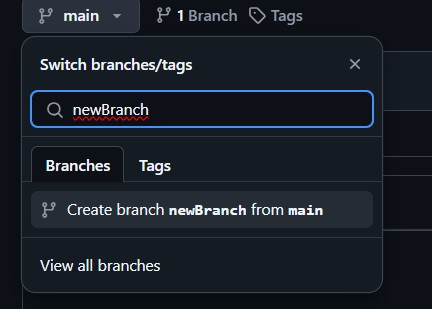 main 1 Branch Tags
Switch branches/tags
newBranch
Branches Tags
Create branch newBranch from main
View all branches